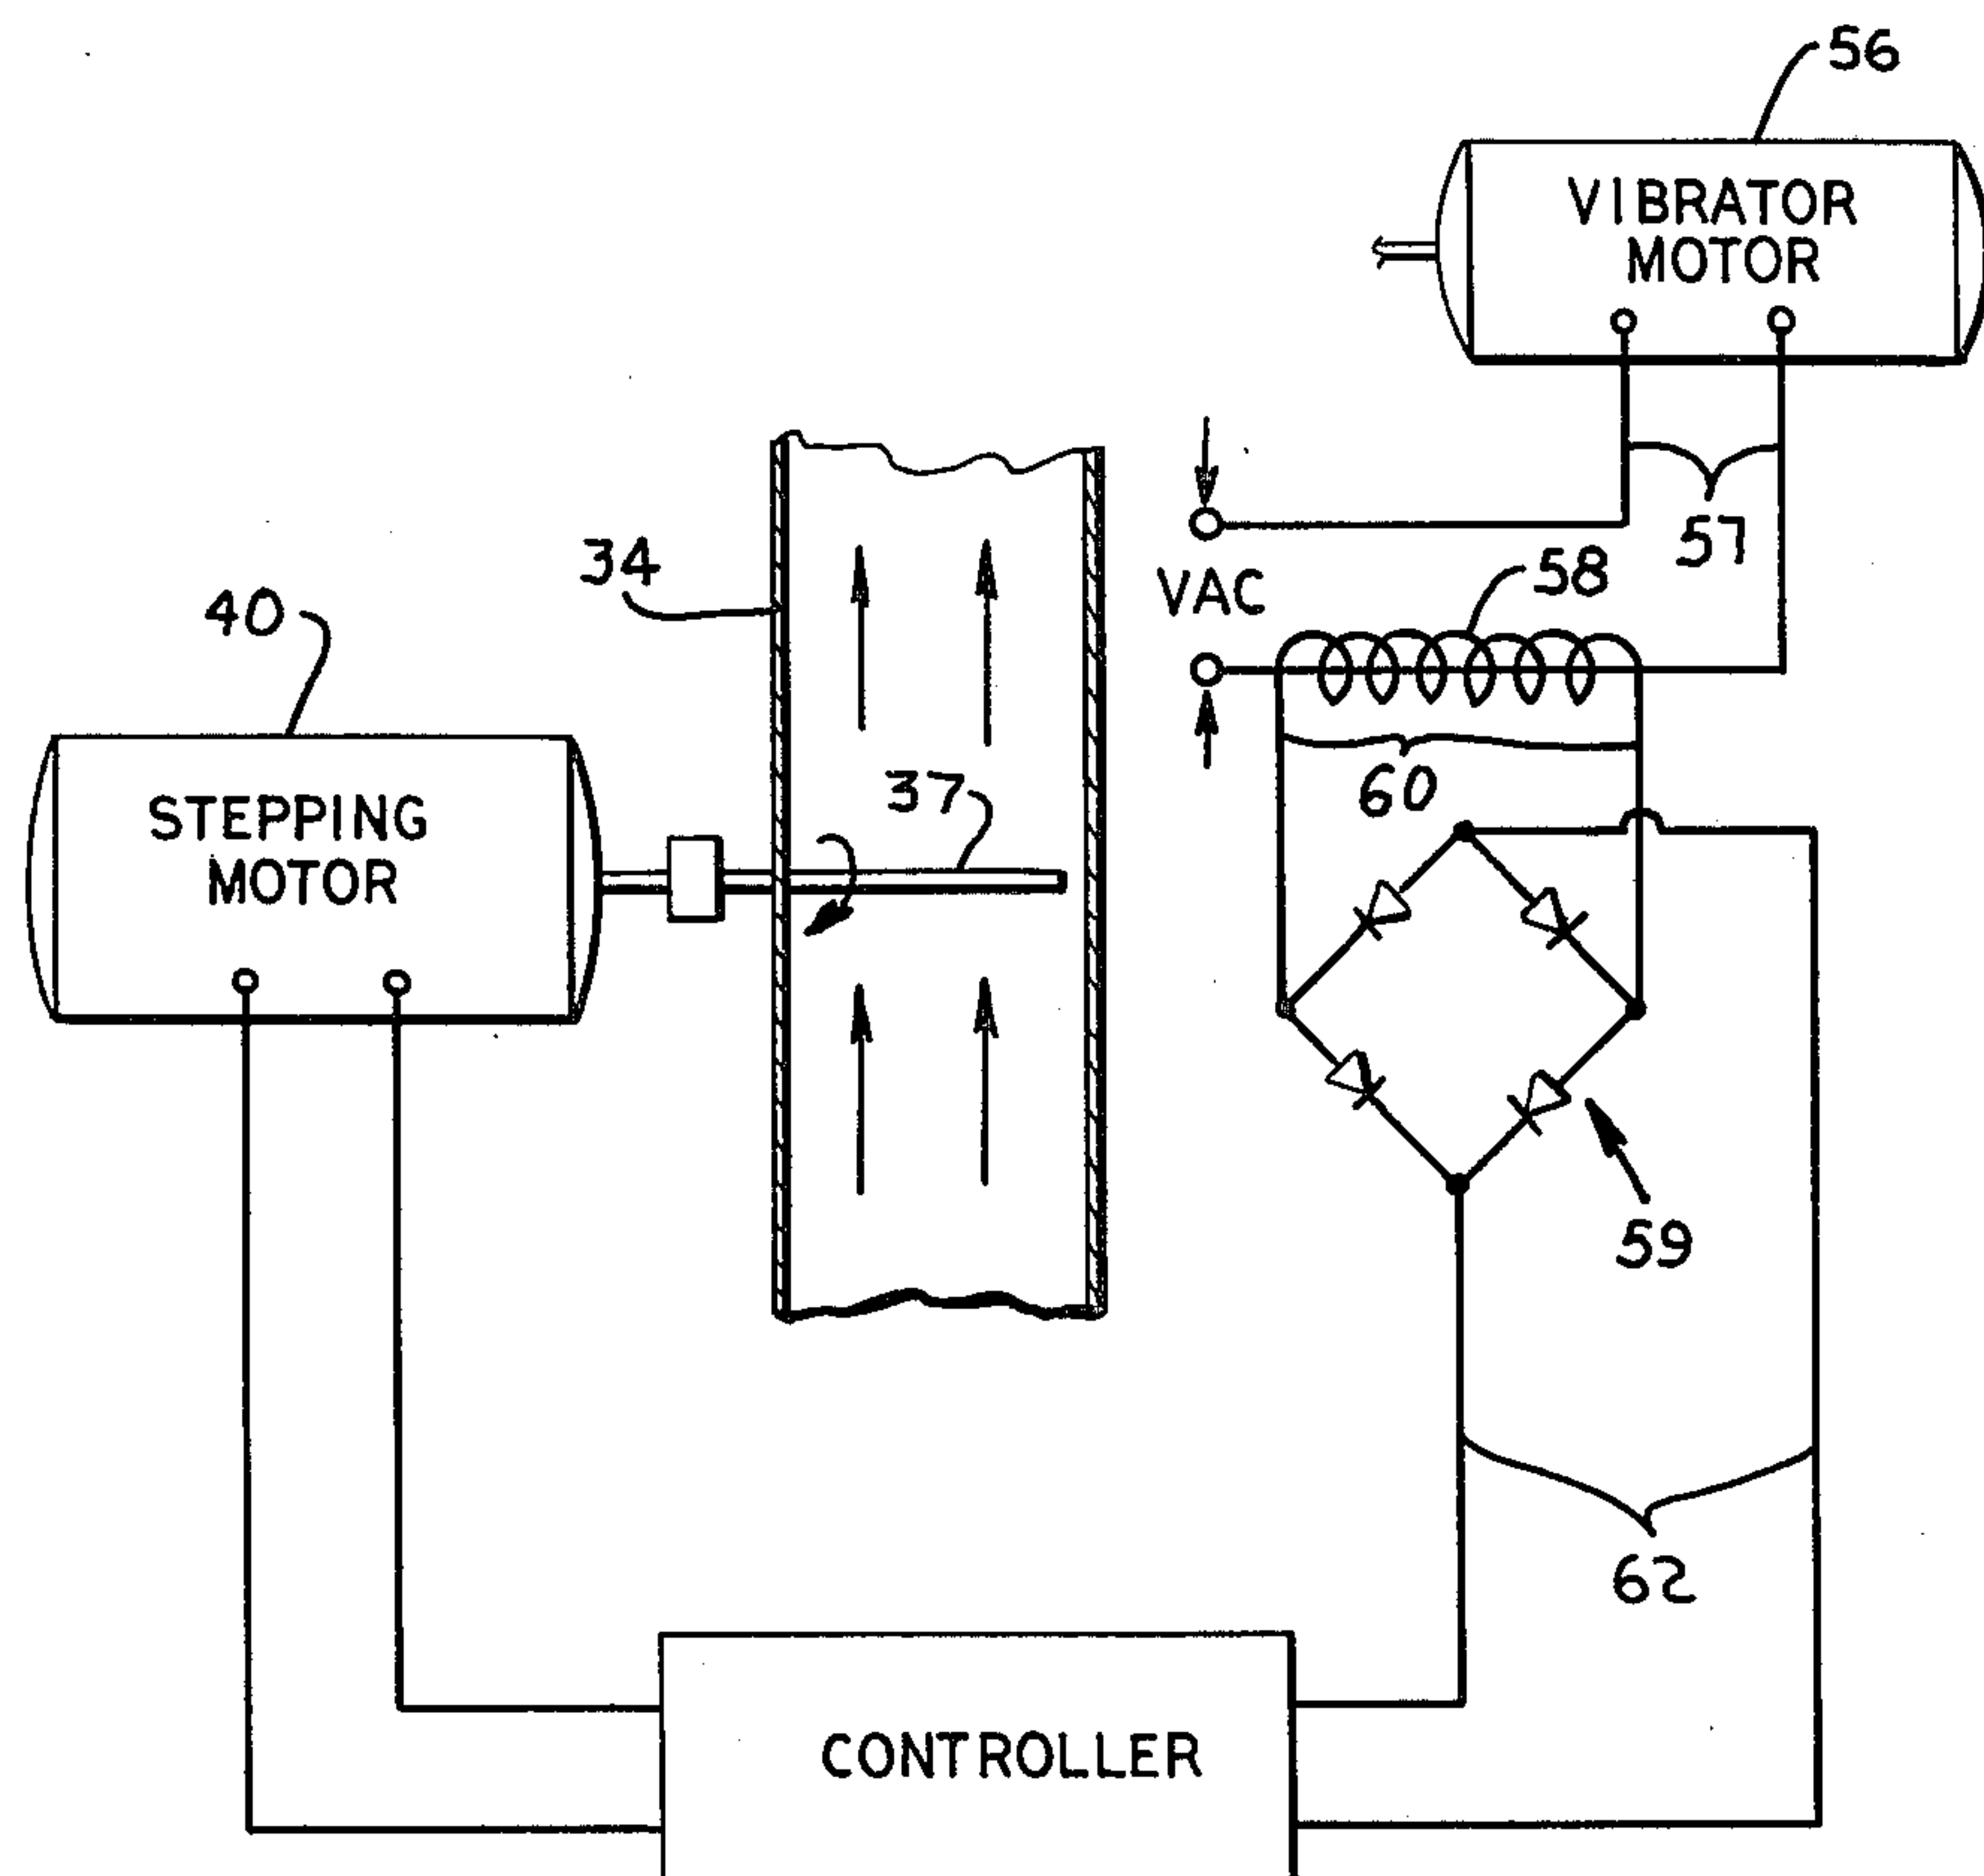 56
VIBRATOR
MOTOR
57
34
VAC
58
40
60
37
STEPPING
MOTOR
59
62
CONTROLLER